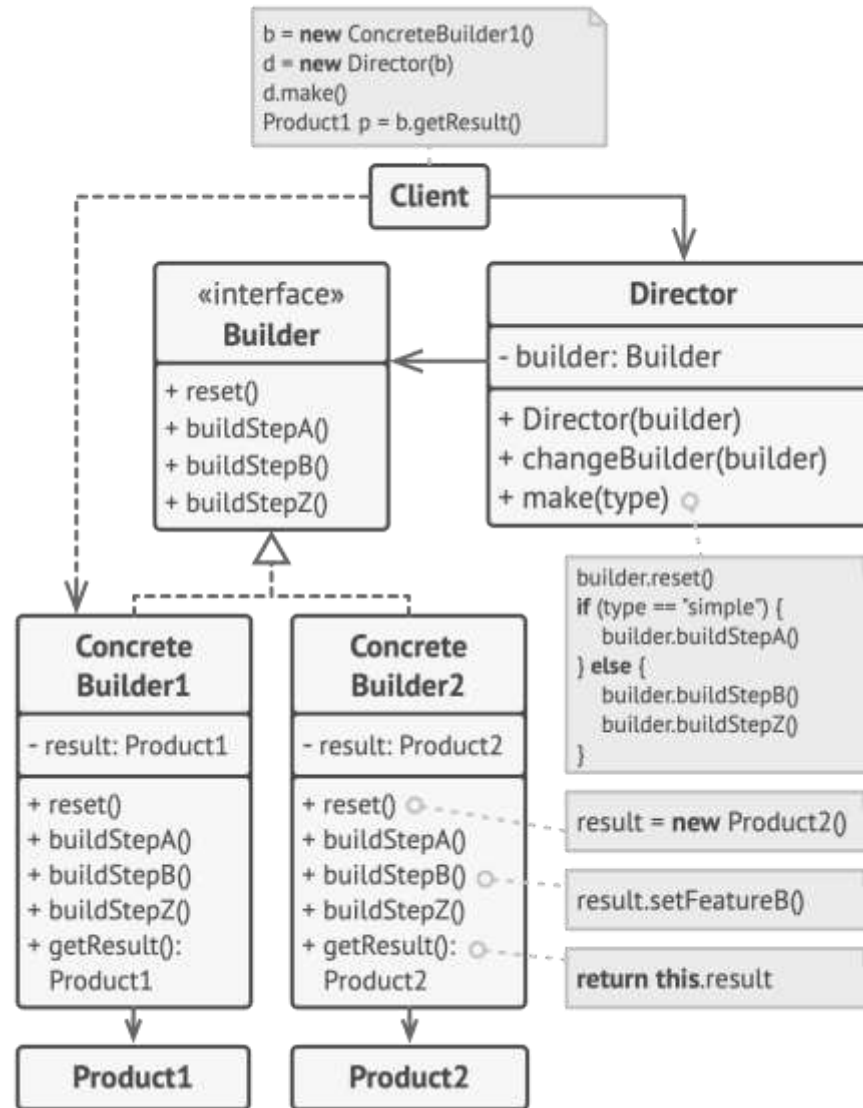 b = new ConcreteBuilder1()
d = new Director(b)
d.make()
Product1 p = b.getResult()
Client
«interface»
Builder
+ reset()
+ buildStepA()
+ buildStepB()
+ buildStepZ()
Director
- builder: Builder
+ Director(builder)
+ changeBuilder(builder)
+ make(type)
builder.reset()
if (type == "simple") {
builder.buildStepA()
} else {
builder.buildStepB()
builder.buildStepZ()
}
Concrete
Builder1
- result: Product1
+ reset()
+ buildStepA()
+ buildStepB()
+ buildStepZ()
+ getResult():
Product1
Concrete
Builder2
- result: Product2
+ reset()
+ buildStepA()
+ buildStepB()
+ buildStepZ()
+ getResult():
Product2
result = new Product2()
result.setFeatureB()
return this.result
Product1
Product2